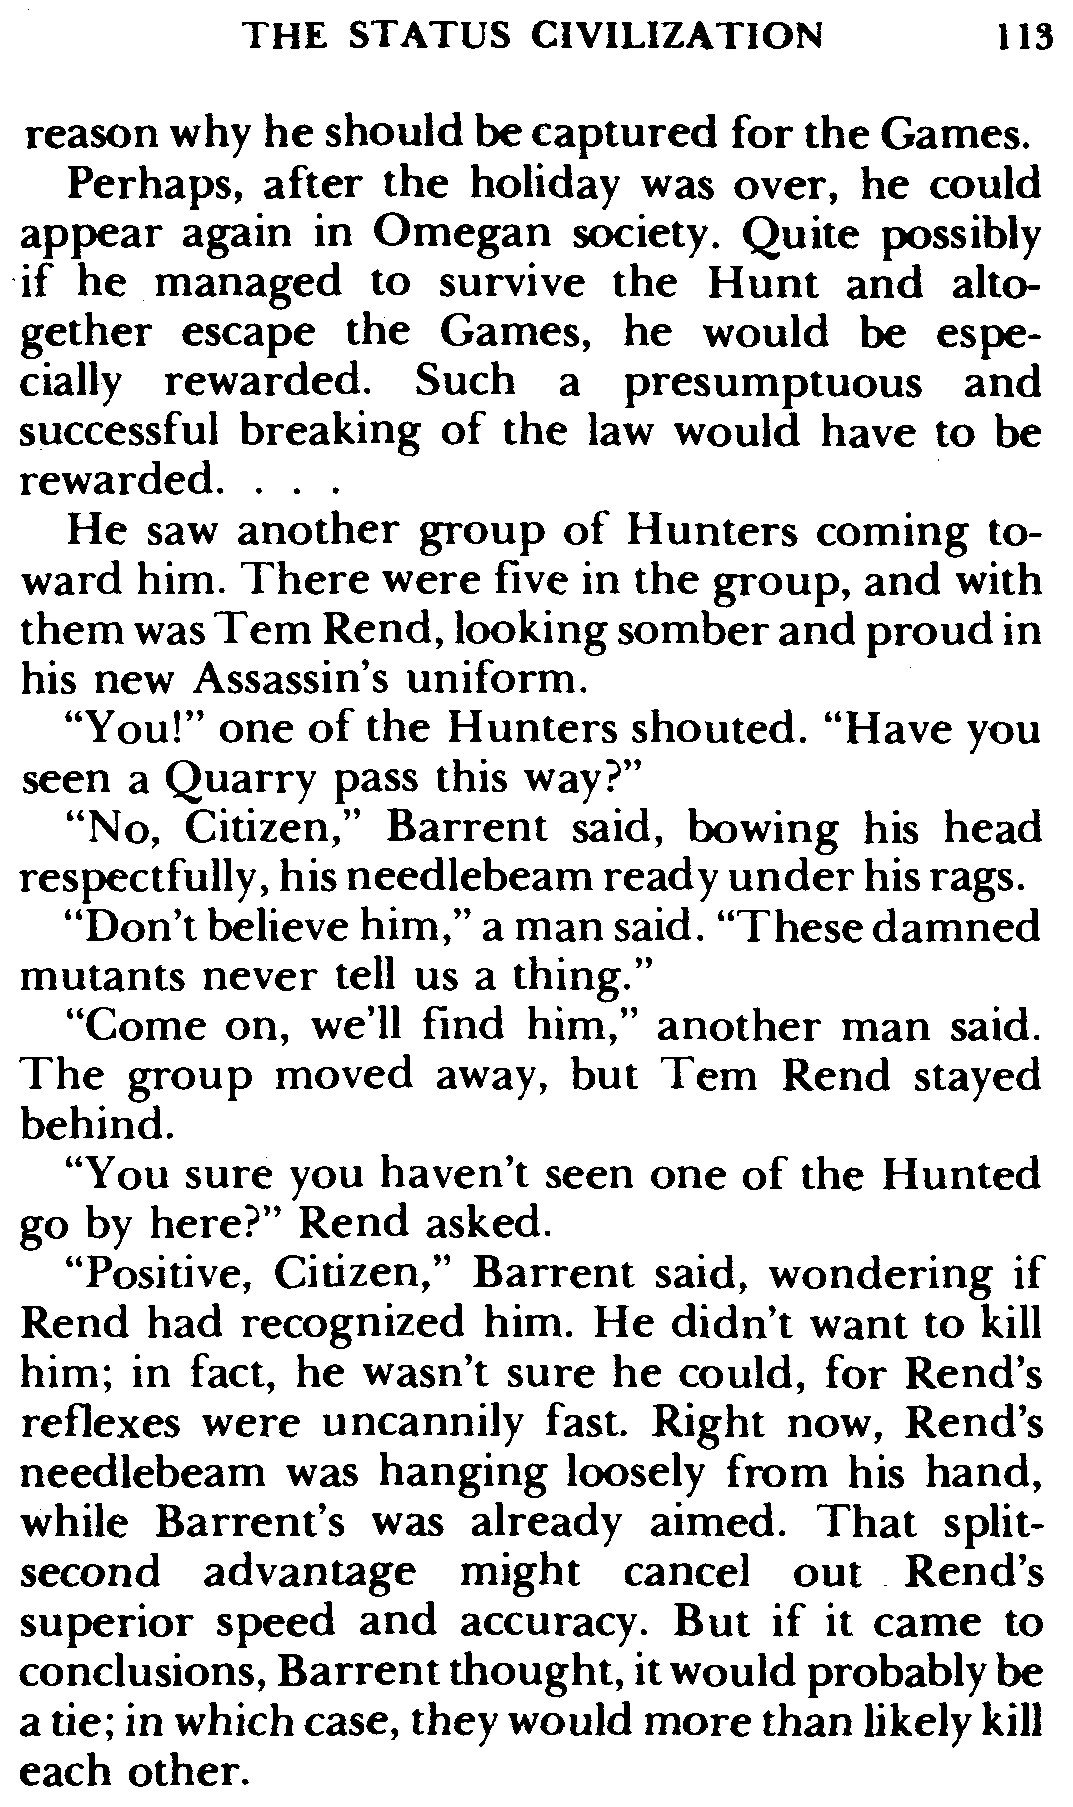 THE STATUS CIVILIZATION 113
reason why he should be captured for the Games.
Perhaps, after the holiday was over, he could
appear again in Omegan society. Quite possibly
if he managed to survive the Hunt and alto-
gether escape the Games, he would be espe-
cially rewarded. Such a presumptuous and
successful breaking of the law would have to be
rewarded. . . .
He saw another group of Hunters coming to-
ward him. There were five in the group, and with
them was Tem Rend, looking somber and proud in
his new Assassin's uniform.
“You!” one of the Hunters shouted. “Have you
seen a Quarry pass this way?”
“No, Citizen,” Barrent said, bowing his head
respectfully, his needlebeam ready under his rags.
“Don't believe him,” a man said. “These damned
mutants never tell us a thing.”
“Come on, we'll find him,” another man said.
The group moved away, but Tem Rend stayed
behind.
“You sure you haven't seen one of the Hunted
go by here?” Rend asked.
“Positive, Citizen,” Barrent said, wondering if
Rend had recognized him. He didn't want to kill
him; in fact, he wasn't sure he could, for Rend's
reflexes were uncannily fast. Right now, Rend's
needlebeam was hanging loosely from his hand,
while Barrent's was already aimed. That split-
second advantage might cancel out Rend's
superior speed and accuracy. But if it came to
conclusions, Barrent thought, it would probably be
a tie; in which case, they would more than likely kill
each other.